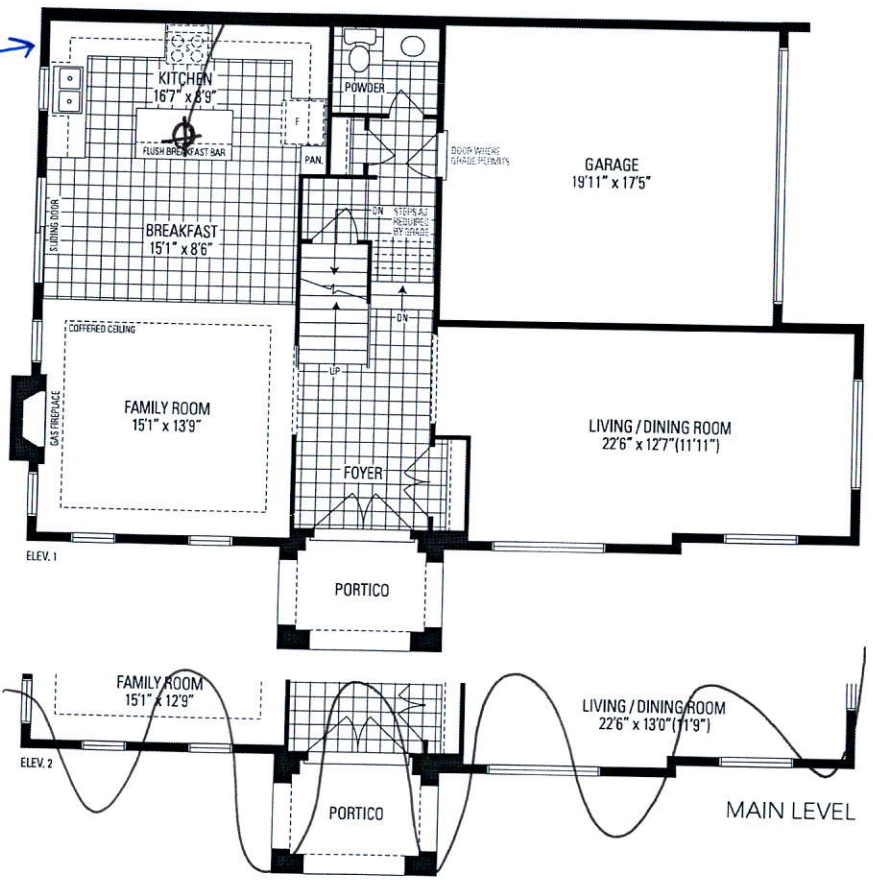 KITCHEN
16'7" x 8'9"
S
F
FLUSH BREAKFAST BAR
PAN.
POWDER
DOOR WHERE
GRADE PERMITS
GARAGE
19'11" x 17'5"
SLIDING DOOR
BREAKFAST
15'1" x 8'6"
DN
STEPS AS
REQUIRED
BY GRADE
DN
UP
COFFERED CEILING
GAS FIREPLACE
FAMILY ROOM
15'1" x 13'9"
LIVING / DINING ROOM
22'6" x 12'7"(11'11")
FOYER
ELEV. 1
PORTICO
FAMILY ROOM
15'1" x 12'9"
LIVING / DINING ROOM
22'6" x 13'0"(11'9")
ELEV. 2
PORTICO
MAIN LEVEL